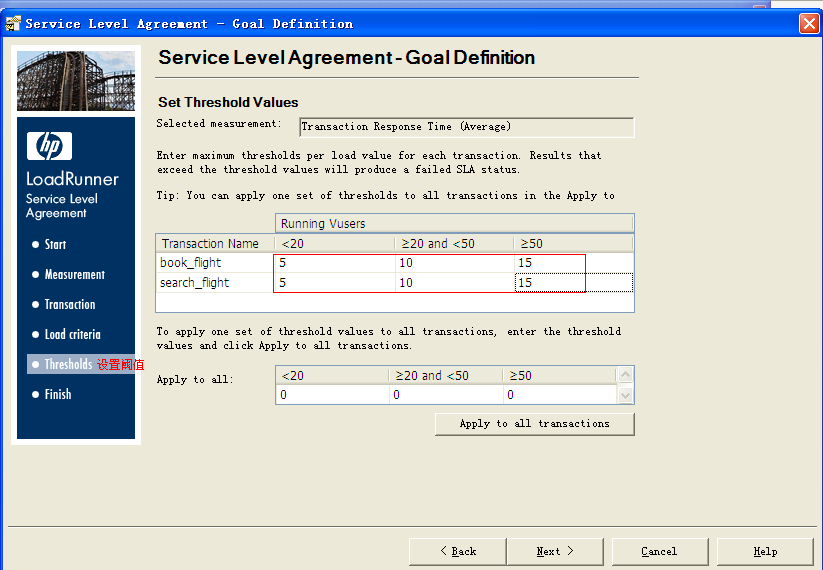 Service Level Agreement - Goal Definition
Service Level Agreement - Goal Definition
Set Threshold Values
Selected measurement: Transaction Response Time (Average)
Enter maximum thresholds per load value for each transaction. Results that
exceed the threshold values will produce a failed SLA status.
Tip: You can apply one set of thresholds to all transactions in the Apply to
hp
LoadRunner
Service Level
Agreement
Start
Measurement
Transaction
Load criteria
Thresholds 设置阈值
Finish
Running Vusers
Transaction Name <20 ≥20 and <50 ≥50
book_flight 5 10 15
search_flight 5 10 15
To apply one set of threshold values to all transactions, enter the threshold
values and click Apply to all transactions.
Apply to all: <20 ≥20 and <50 ≥50
0 0 0
Apply to all transactions
< Back Next > Cancel Help